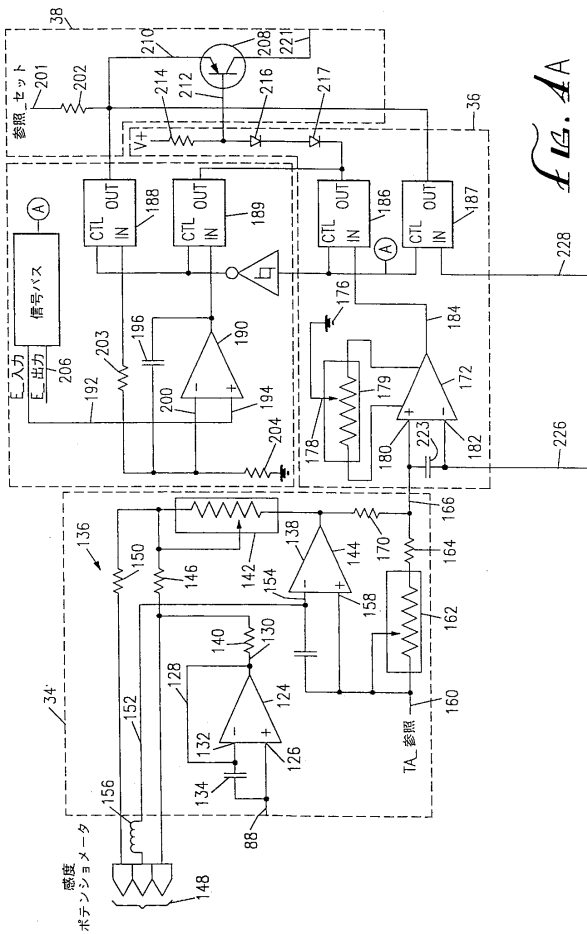 感度
ポテンショメータ
148
156
152
34
136
150
146
142
128
140
130
132
134
124
126
88
138
154
144
158
170
164
166
162
160
TA_参照
E_入力
E_出力
信号バス
A
206
192
203
196
200
190
194
204
CTL
OUT
IN
188
CTL
OUT
IN
189
176
178
179
180
182
223
172
184
226
228
A
CTL
OUT
IN
186
CTL
OUT
IN
187
参照_セット
201
202
210
38
208
221
212
V+
214
216
217
36
FIG. 4A